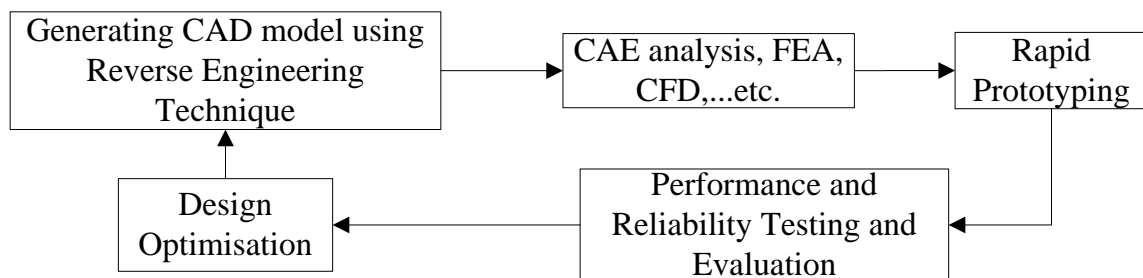 Generating CAD model using
Reverse Engineering
Technique
CAE analysis, FEA,
CFD,...etc.
Rapid
Prototyping
Performance and
Reliability Testing and
Evaluation
Design
Optimisation